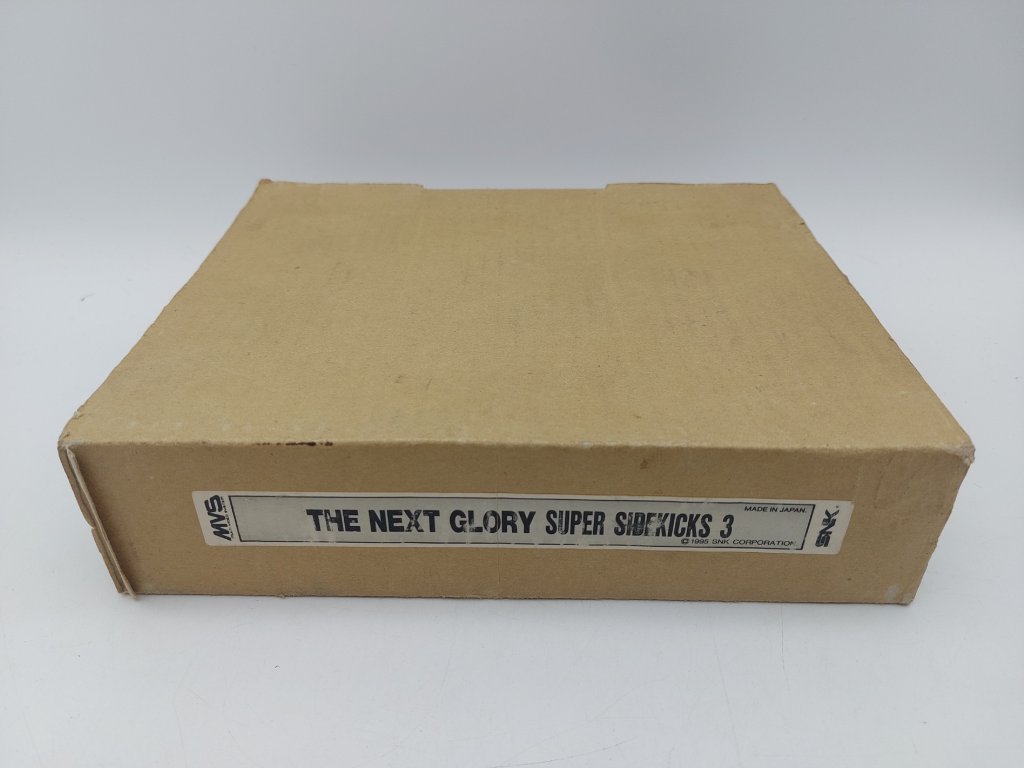 MVS
MADE IN JAPAN.
THE NEXT GLORY SUPER SIDEKICKS 3
©1995 SNK CORPORATION.
SNK